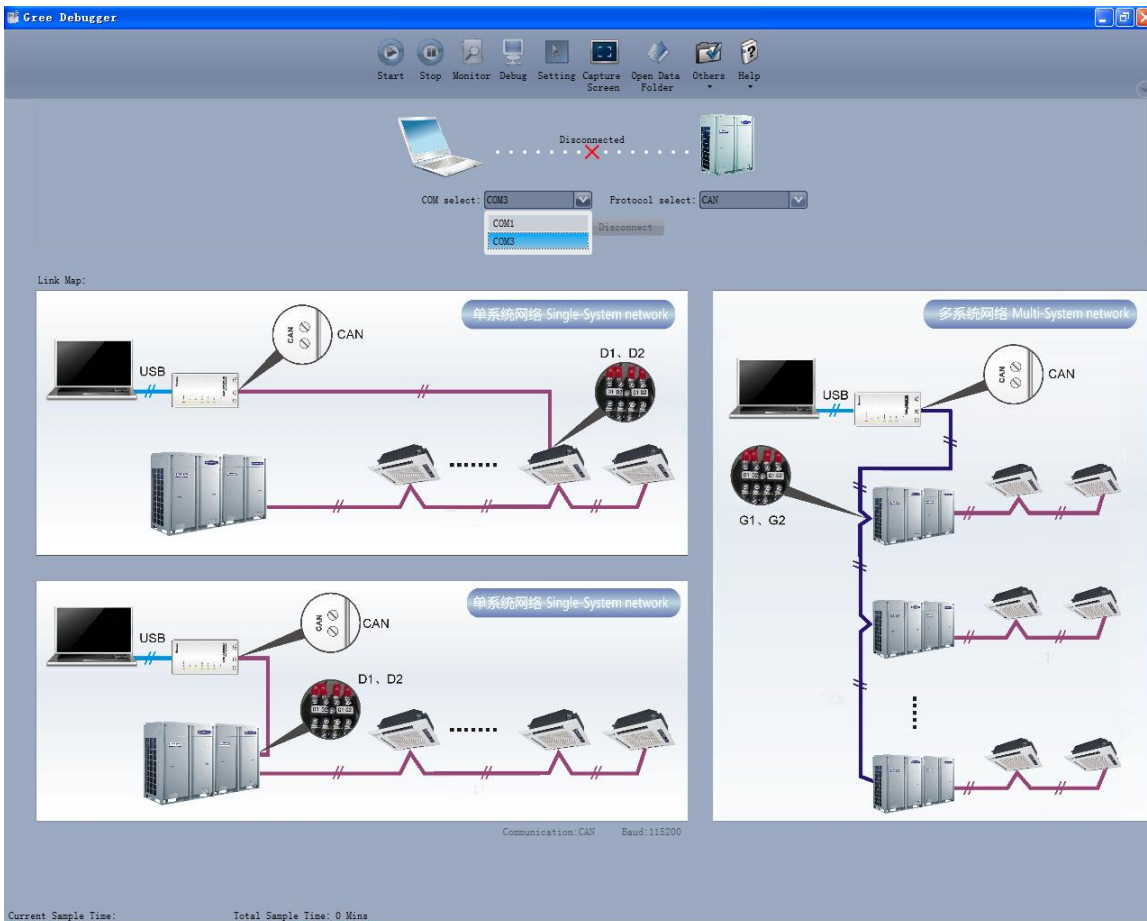 Gree Debugger
Start Stop Monitor Debug Setting Capture Screen Open Data Folder Others Help
Disconnected
COM select: COM3 Protocol select: CAN
COM1
Disconnect
COM3
Link Map:
单系统网络 Single-System network
CAN
CAN
USB
D1、D2
单系统网络 Single-System network
CAN
CAN
USB
D1、D2
多系统网络 Multi-System network
CAN
CAN
USB
G1、G2
Communication:CAN Baud:115200
Current Sample Time: Total Sample Time: 0 Mins